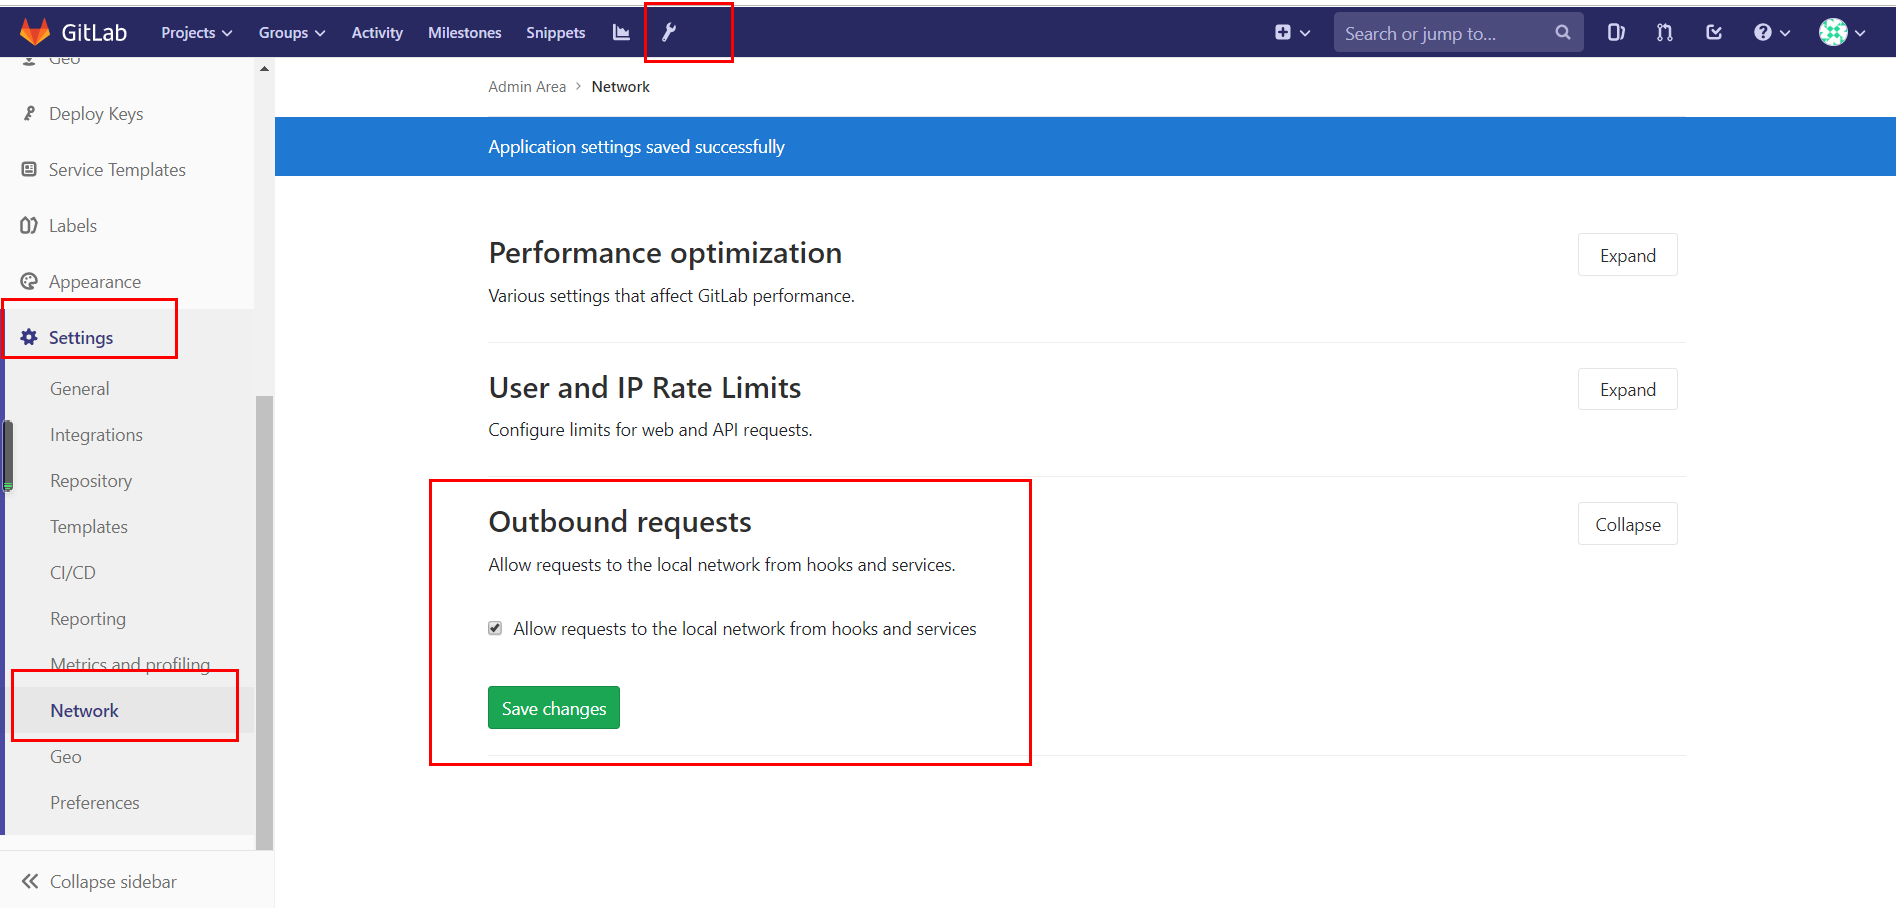 GitLab Projects Groups Activity Milestones Snippets Search or jump to...
Geo
Deploy Keys
Service Templates
Labels
Appearance
Settings
General
Integrations
Repository
Templates
CI/CD
Reporting
Metrics and profiling
Network
Geo
Preferences
Collapse sidebar
Admin Area > Network
Application settings saved successfully
Performance optimization
Expand
Various settings that affect GitLab performance.
User and IP Rate Limits
Expand
Configure limits for web and API requests.
Outbound requests
Collapse
Allow requests to the local network from hooks and services.
Allow requests to the local network from hooks and services
Save changes